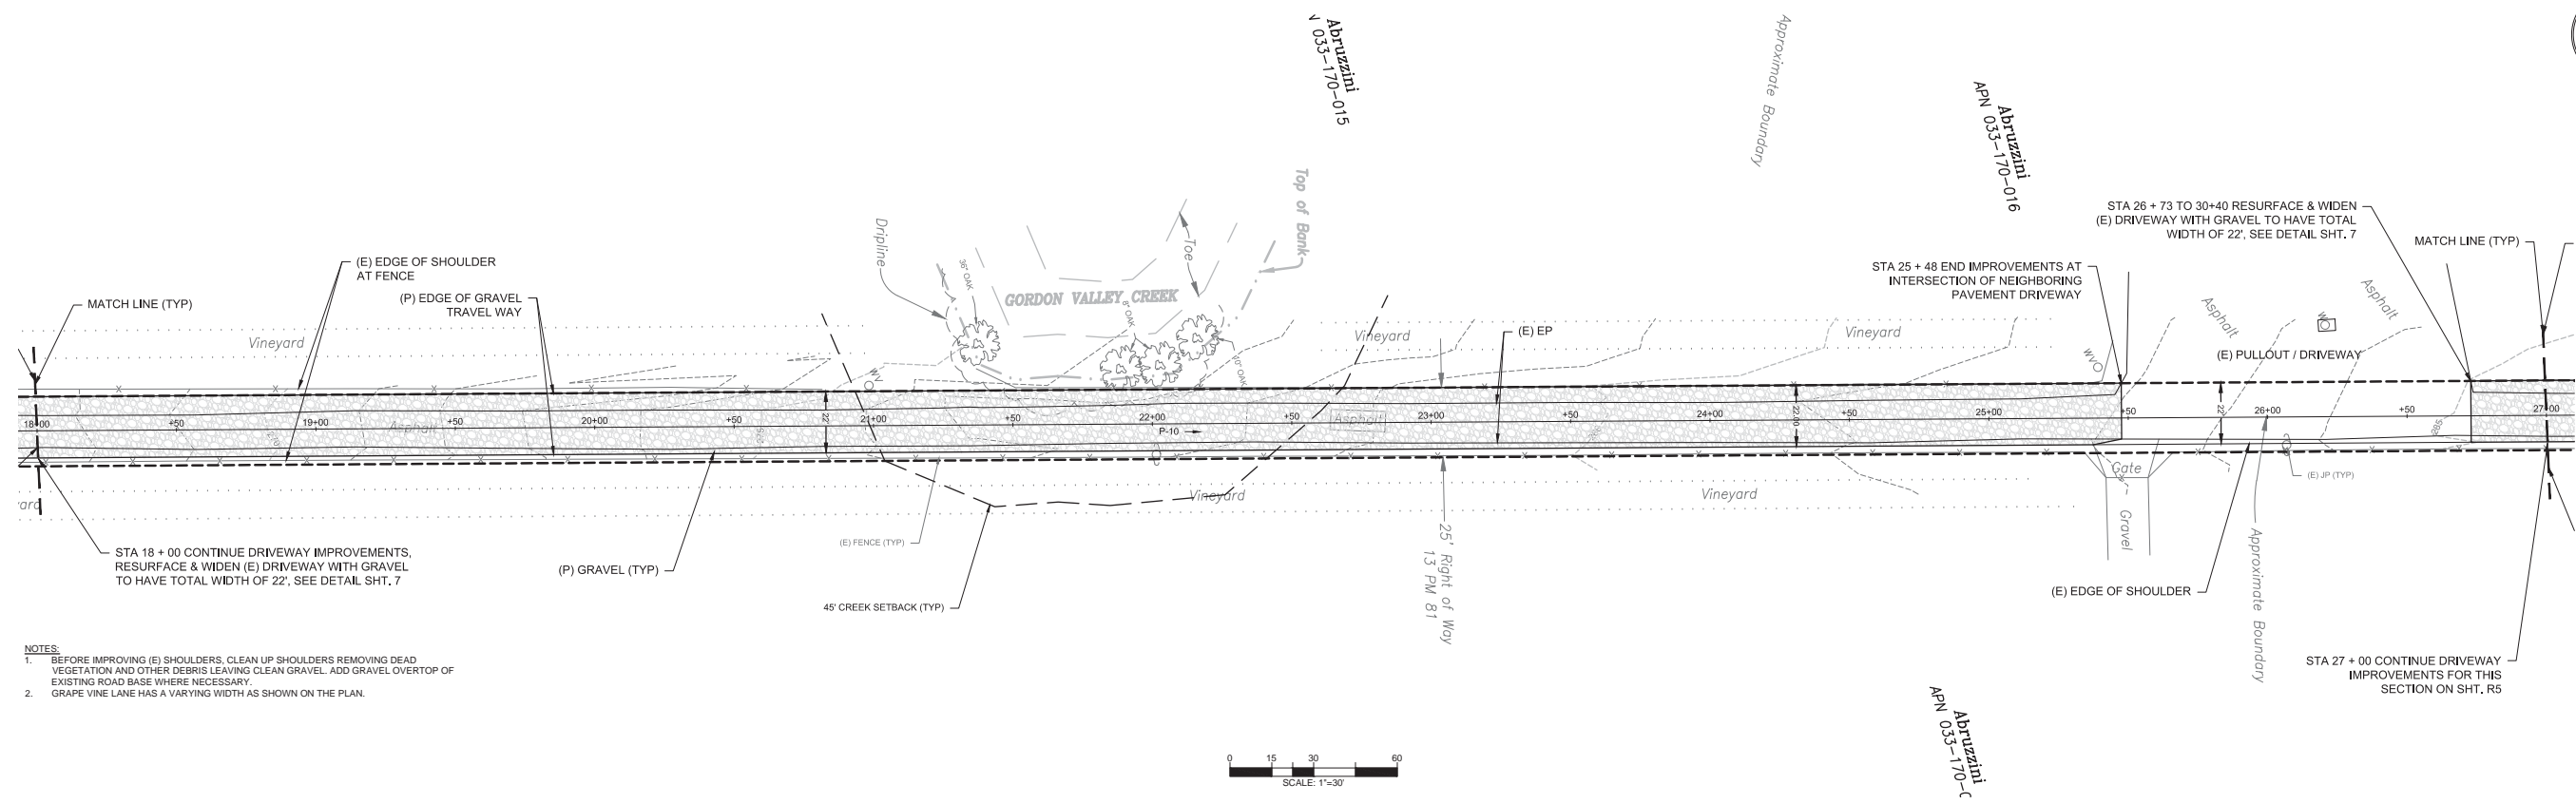 Abruzzini
033-170-015
Approximate Boundary
Abruzzini
APN 033-170-016
Top of Bank
Toe
Dripline
36" OAK
8" OAK
10" OAK
GORDON VALLEY CREEK
STA 26 + 73 TO 30+40 RESURFACE & WIDEN
(E) DRIVEWAY WITH GRAVEL TO HAVE TOTAL
WIDTH OF 22', SEE DETAIL SHT. 7
MATCH LINE (TYP)
STA 25 + 48 END IMPROVEMENTS AT
INTERSECTION OF NEIGHBORING
PAVEMENT DRIVEWAY
(E) EDGE OF SHOULDER
AT FENCE
MATCH LINE (TYP)
(P) EDGE OF GRAVEL
TRAVEL WAY
Vineyard
Vineyard
(E) EP
Vineyard
Asphalt
Asphalt
WV
WV
(E) PULLOUT / DRIVEWAY
18+00
+50
19+00
+50
20+00
+50
21+00
+50
22+00
+50
23+00
+50
24+00
+50
25+00
+50
26+00
+50
27+00
Asphalt
Asphalt
22'
22.00
22'
P-10
285
Gate
Gravel
(E) JP (TYP)
Vineyard
Vineyard
yard
25' Right of Way
13 PM 81
Approximate Boundary
(E) FENCE (TYP)
STA 18 + 00 CONTINUE DRIVEWAY IMPROVEMENTS,
RESURFACE & WIDEN (E) DRIVEWAY WITH GRAVEL
TO HAVE TOTAL WIDTH OF 22', SEE DETAIL SHT. 7
(P) GRAVEL (TYP)
45' CREEK SETBACK (TYP)
(E) EDGE OF SHOULDER
STA 27 + 00 CONTINUE DRIVEWAY
IMPROVEMENTS FOR THIS
SECTION ON SHT. R5
NOTES:
1. BEFORE IMPROVING (E) SHOULDERS, CLEAN UP SHOULDERS REMOVING DEAD
VEGETATION AND OTHER DEBRIS LEAVING CLEAN GRAVEL. ADD GRAVEL OVERTOP OF
EXISTING ROAD BASE WHERE NECESSARY.
2. GRAPE VINE LANE HAS A VARYING WIDTH AS SHOWN ON THE PLAN.
Abruzzini
APN 033-170-0
0 15 30 60
SCALE: 1"=30'